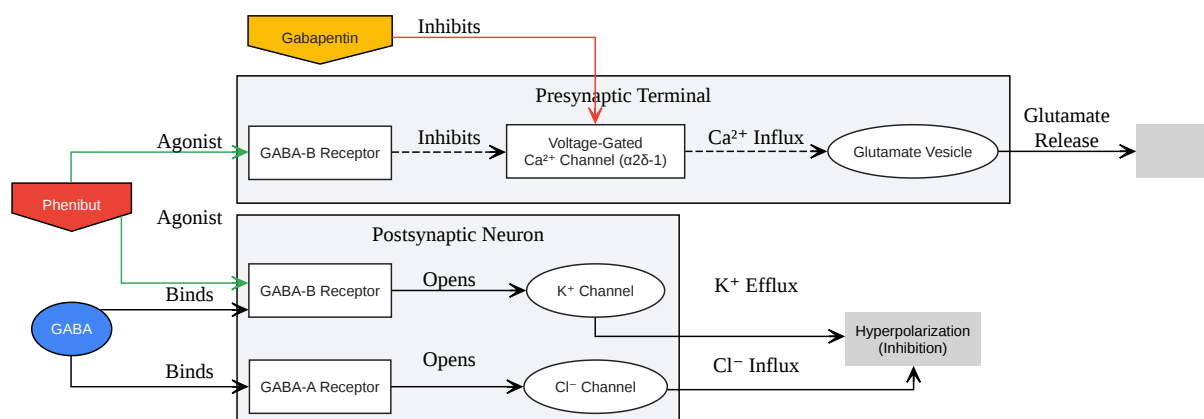 Gabapentin
Inhibits
Presynaptic Terminal
Agonist
GABA-B Receptor
Inhibits
Voltage-Gated
Ca²⁺ Channel (α2δ-1)
Ca²⁺ Influx
Glutamate Vesicle
Glutamate
Release
Phenibut
Agonist
Postsynaptic Neuron
GABA-B Receptor
Opens
K⁺ Channel
K⁺ Efflux
Binds
GABA
Hyperpolarization
(Inhibition)
Binds
GABA-A Receptor
Opens
Cl⁻ Channel
Cl⁻ Influx